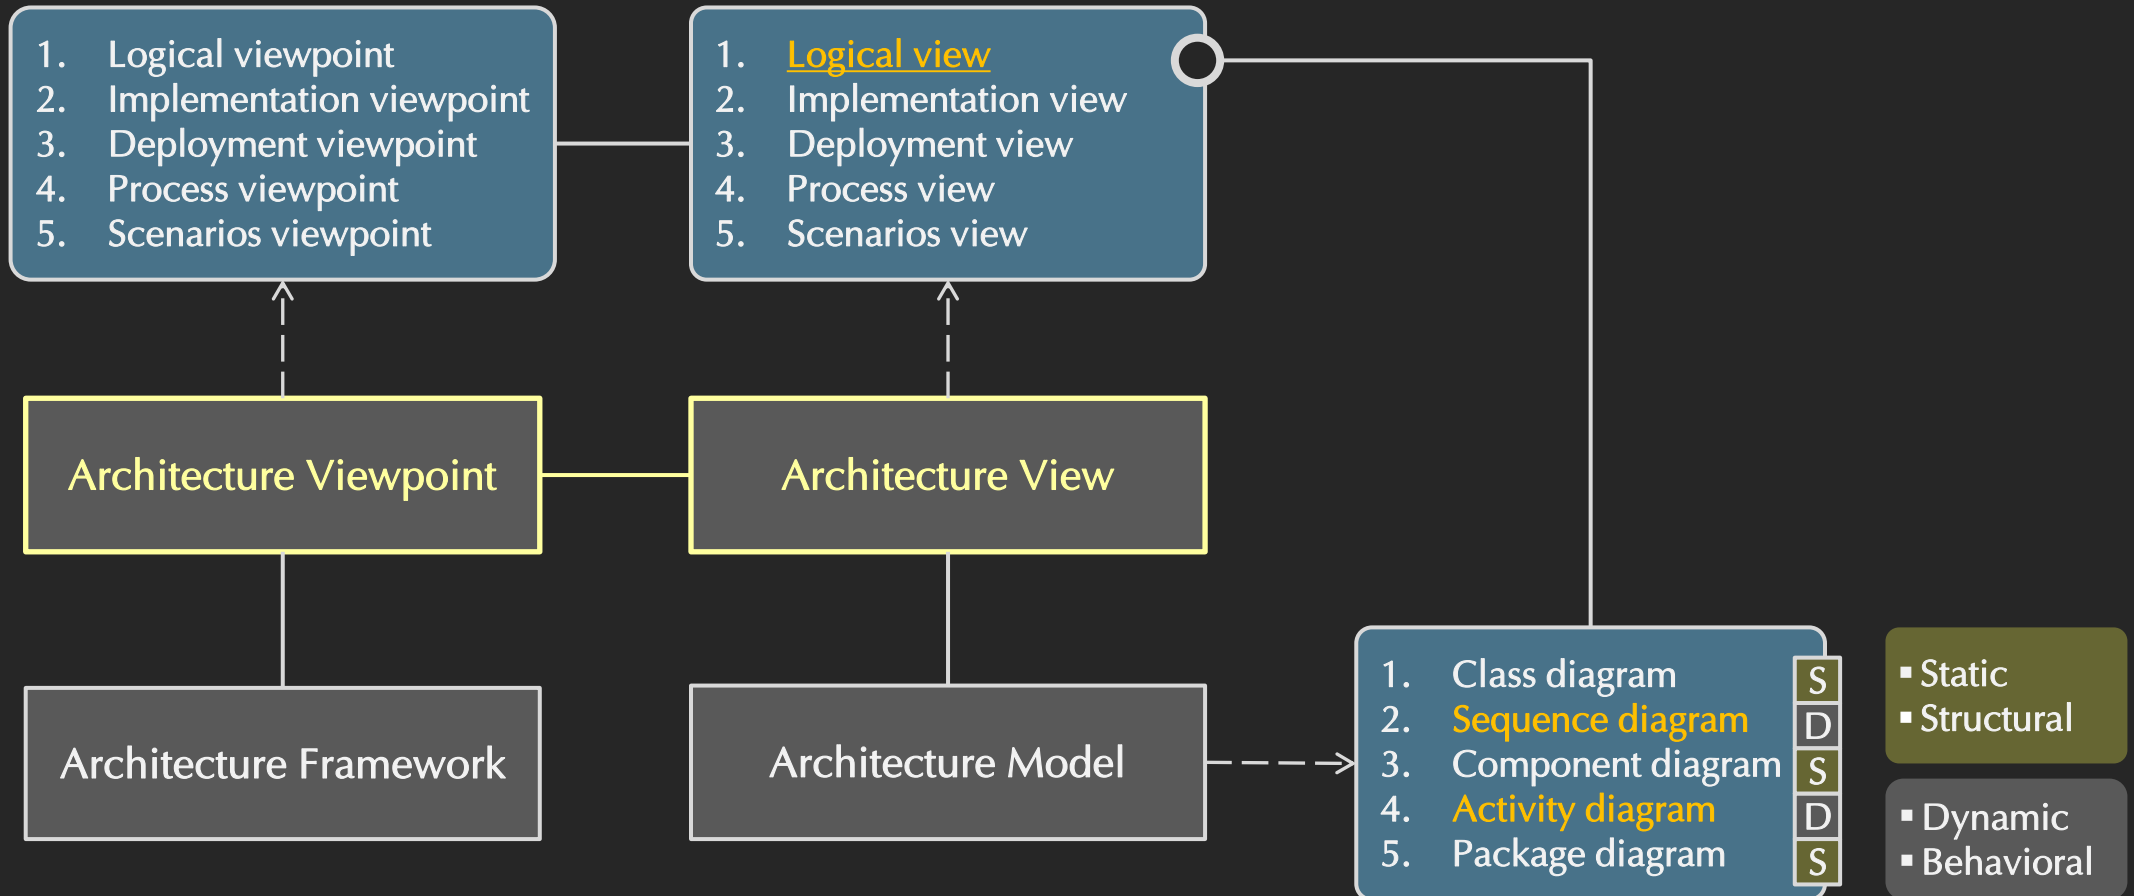 1. Logical viewpoint
2. Implementation viewpoint
3. Deployment viewpoint
4. Process viewpoint
5. Scenarios viewpoint
1. Logical view
2. Implementation view
3. Deployment view
4. Process view
5. Scenarios view
Architecture Viewpoint
Architecture View
Architecture Framework
Architecture Model
1. Class diagram S
2. Sequence diagram D
3. Component diagram S
4. Activity diagram D
5. Package diagram S
▪ Static
▪ Structural
▪ Dynamic
▪ Behavioral